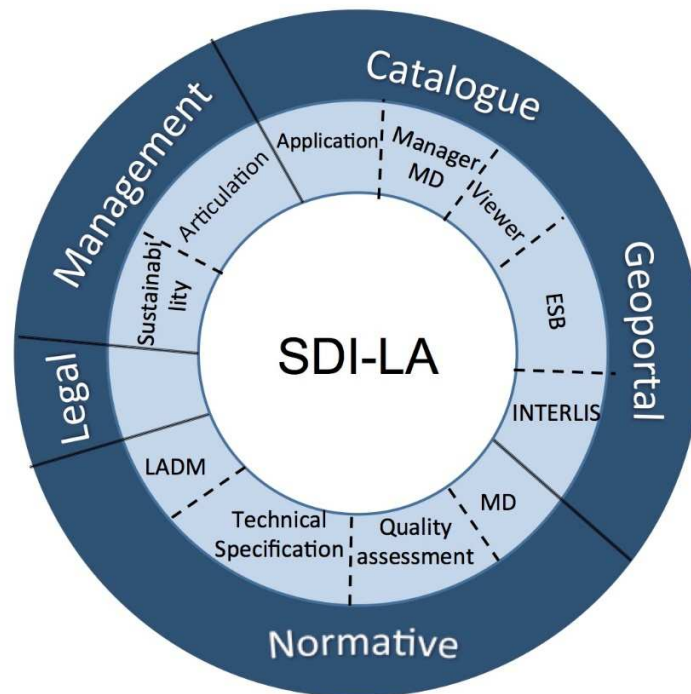 Catalogue
Geoportal
Normative
Legal
Management
Application
Manager
MD
Viewer
ESB
INTERLIS
MD
Quality
assessment
Technical
Specification
LADM
Sustainabi
lity
Articulation
SDI-LA